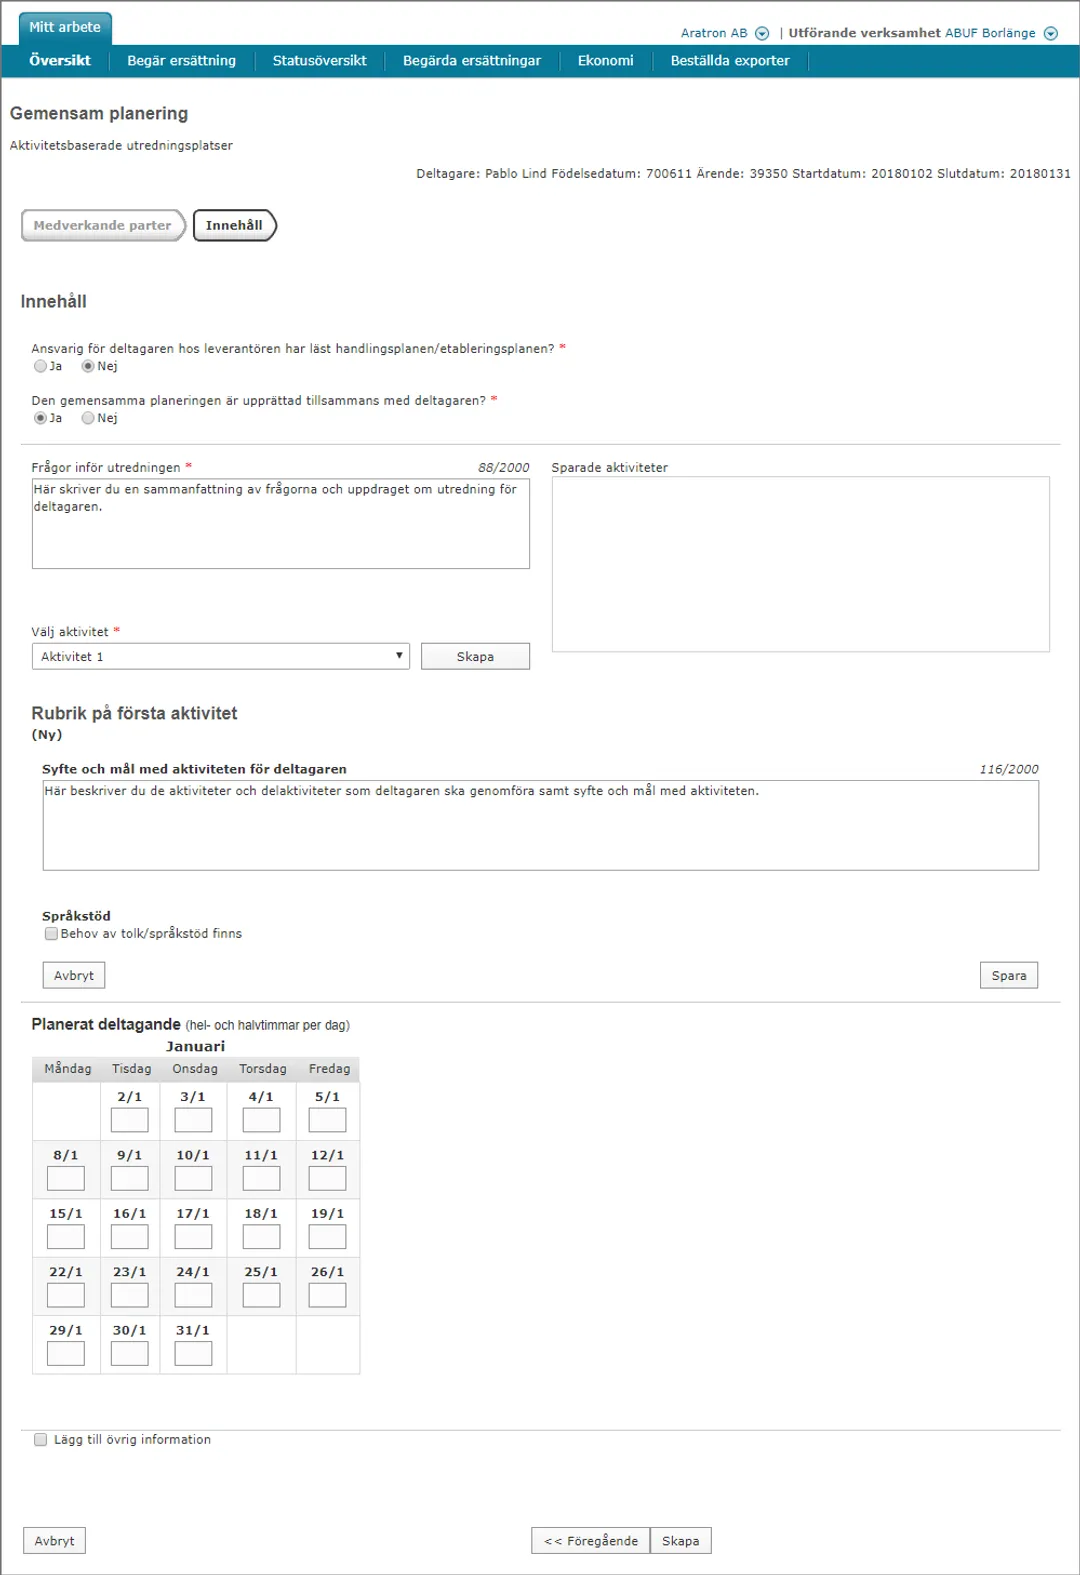 Mitt arbete
Aratron AB | Utförande verksamhet ABUF Borlänge
Översikt Begär ersättning Statusöversikt Begärda ersättningar Ekonomi Beställda exporter
Gemensam planering
Aktivitetsbaserade utredningsplatser
Deltagare: Pablo Lind Födelsedatum: 700611 Ärende: 39350 Startdatum: 20180102 Slutdatum: 20180131
Medverkande parter Innehåll
Innehåll
Ansvarig för deltagaren hos leverantören har läst handlingsplanen/etableringsplanen? *
Ja Nej
Den gemensamma planeringen är upprättad tillsammans med deltagaren? *
Ja Nej
Frågor inför utredningen * 88/2000 Sparade aktiviteter
Här skriver du en sammanfattning av frågorna och uppdraget om utredning för
deltagaren.
Välj aktivitet *
Aktivitet 1 Skapa
Rubrik på första aktivitet
(Ny)
Syfte och mål med aktiviteten för deltagaren 116/2000
Här beskriver du de aktiviteter och delaktiviteter som deltagaren ska genomföra samt syfte och mål med aktiviteten.
Språkstöd
Behov av tolk/språkstöd finns
Avbryt Spara
Planerat deltagande (hel- och halvtimmar per dag)
Januari
Måndag Tisdag Onsdag Torsdag Fredag
2/1 3/1 4/1 5/1
8/1 9/1 10/1 11/1 12/1
15/1 16/1 17/1 18/1 19/1
22/1 23/1 24/1 25/1 26/1
29/1 30/1 31/1
Lägg till övrig information
Avbryt << Föregående Skapa